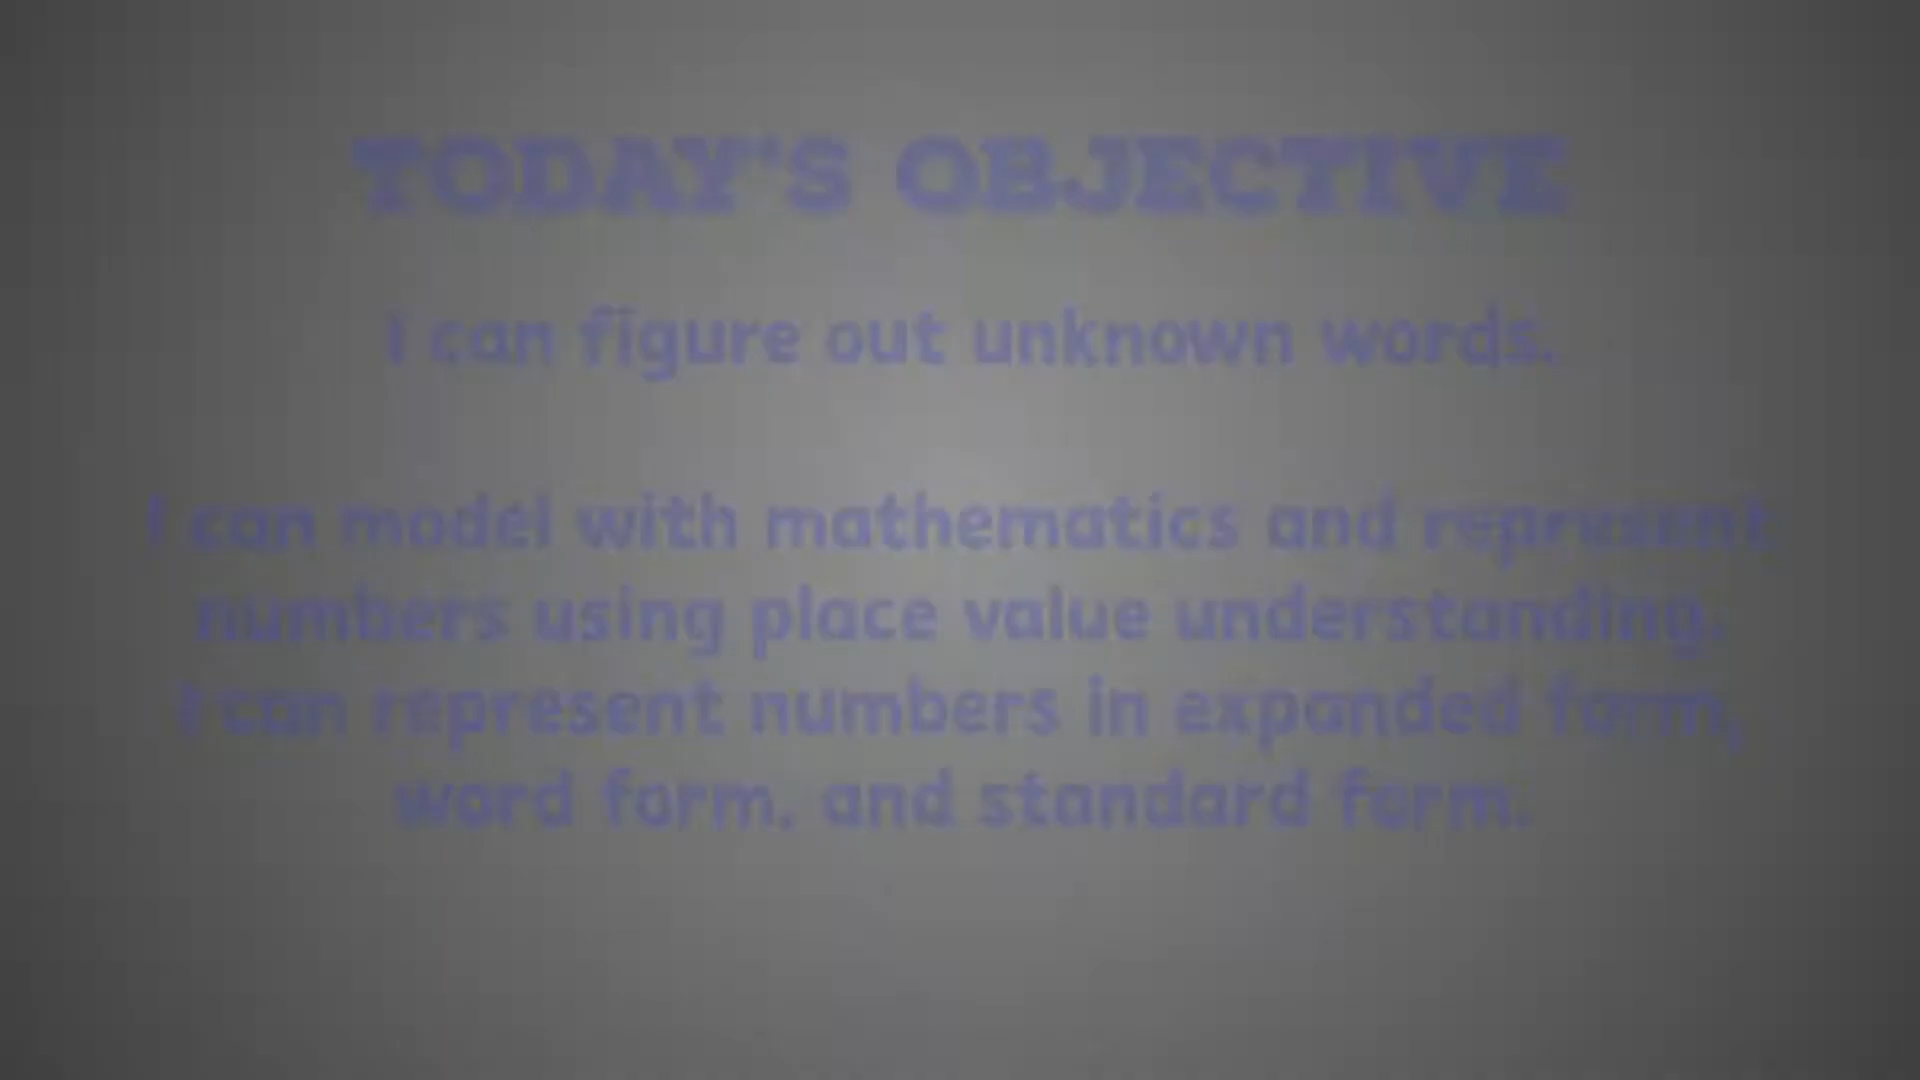 TODAY'S OBJECTIVE
I can figure out unknown words.
I can model with mathematics and represent
numbers using place value understanding.
I can represent numbers in expanded form,
word form, and standard form.